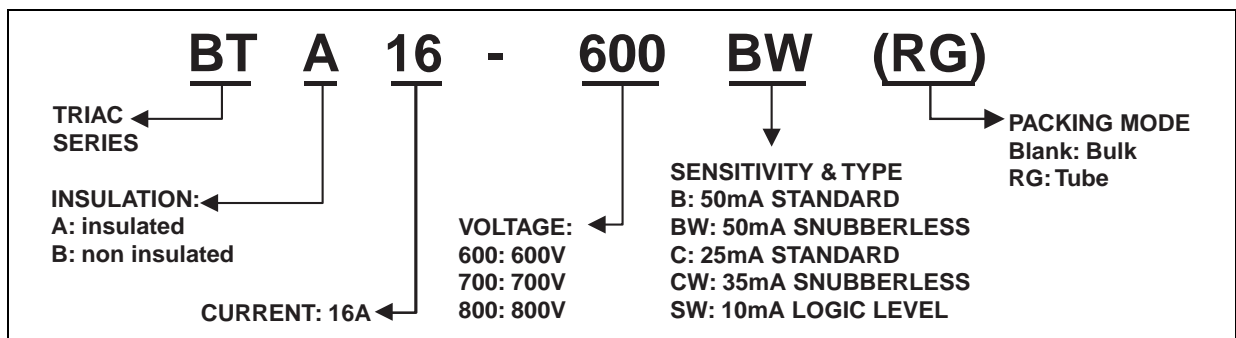 BT A 16 - 600 BW (RG)
TRIAC
SERIES
INSULATION:
A: insulated
B: non insulated
CURRENT: 16A
VOLTAGE:
600: 600V
700: 700V
800: 800V
SENSITIVITY & TYPE
B: 50mA STANDARD
BW: 50mA SNUBBERLESS
C: 25mA STANDARD
CW: 35mA SNUBBERLESS
SW: 10mA LOGIC LEVEL
PACKING MODE
Blank: Bulk
RG: Tube